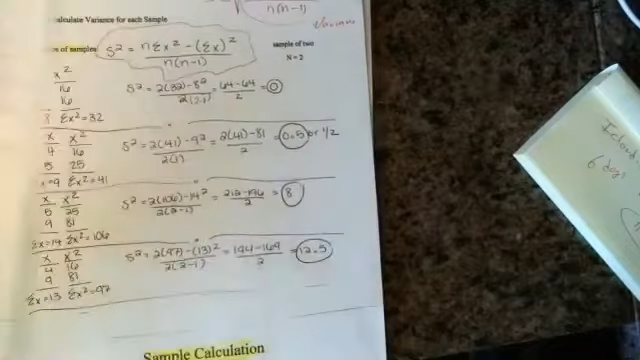 n(n-1)
Calculate Variance for each Sample
Variance
es of samples S² = nΣx² - (Σx)² / n(n-1) sample of two
N = 2
x²
16
16
8 Σx²=32
S² = 2(32)-8² / 2(2-1) = 64-64 / 2 = 0
x x²
4 16
5 25
x=9 Σx²=41
S² = 2(41)-9² / 2(1) = 2(41)-81 / 2 = 0.5 or 1/2
x x²
5 25
9 81
Σx=14 Σx²=106
S² = 2(106)-14² / 2(2-1) = 212-196 / 2 = 8
x x²
4 16
9 81
Σx=13 Σx²=97
S² = 2(97)-(13)² / 2(2-1) = 194-169 / 2 = 12.5
Sample Calculation
6 days